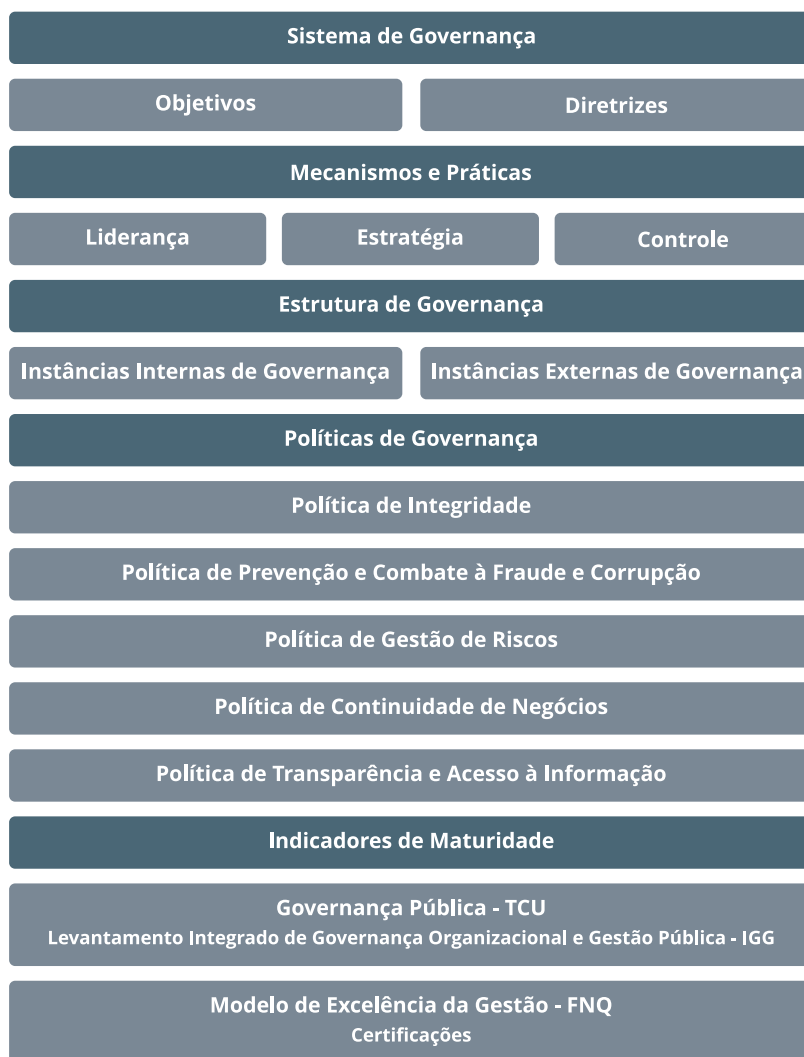 Sistema de Governança
Objetivos
Diretrizes
Mecanismos e Práticas
Liderança
Estratégia
Controle
Estrutura de Governança
Instâncias Internas de Governança
Instâncias Externas de Governança
Políticas de Governança
Política de Integridade
Política de Prevenção e Combate à Fraude e Corrupção
Política de Gestão de Riscos
Política de Continuidade de Negócios
Política de Transparência e Acesso à Informação
Indicadores de Maturidade
Governança Pública - TCU
Levantamento Integrado de Governança Organizacional e Gestão Pública - IGG
Modelo de Excelência da Gestão - FNQ
Certificações